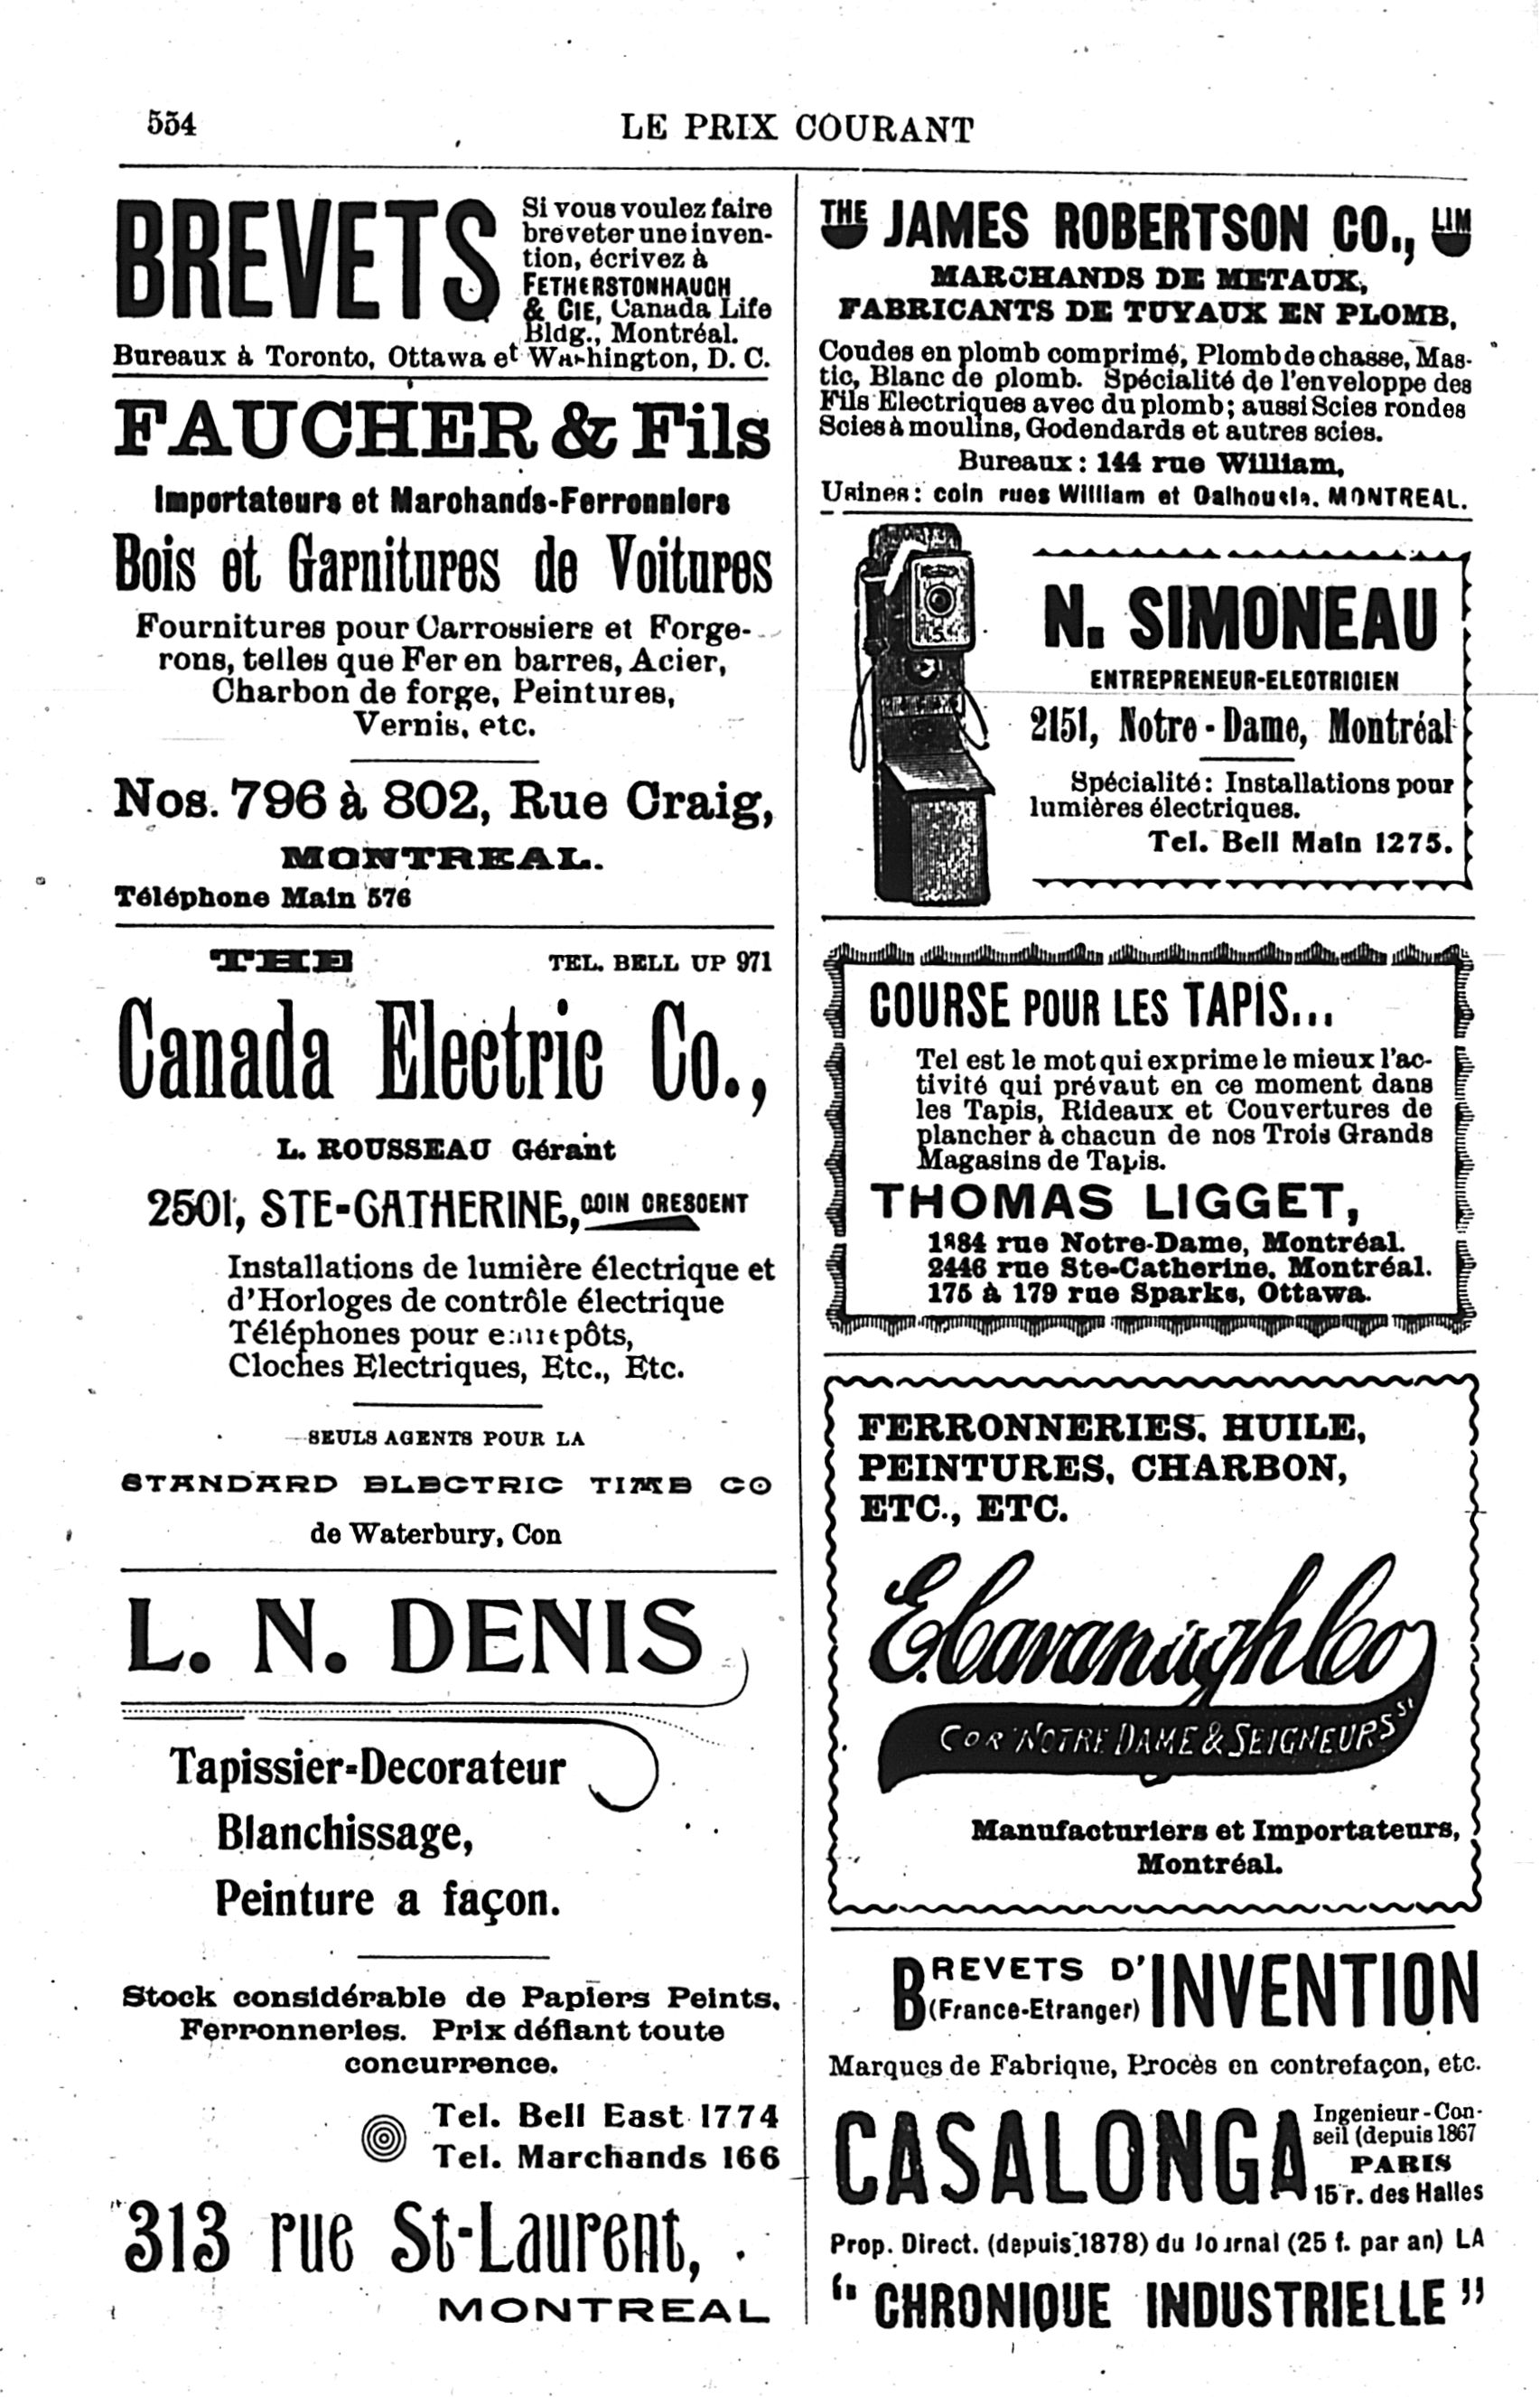 554
LE PRIX COURANT
BREVETS
Si vous voulez faire
breveter une inven-
tion, écrivez à
FETHERSTONHAUGH
& CIE, Canada Life
Bldg., Montréal.
Bureaux à Toronto, Ottawa et Washington, D. C.
FAUCHER & Fils
Importateurs et Marchands-Ferronniers
Bois et Garnitures de Voitures
Fournitures pour Carrossiers et Forge-
rons, telles que Fer en barres, Acier,
Charbon de forge, Peintures,
Vernis, etc.
Nos. 796 à 802, Rue Craig,
MONTREAL.
Téléphone Main 576
THE
TEL. BELL UP 971
Canada Electric Co.,
L. ROUSSEAU Gérant
2501, STE-CATHERINE, COIN CRESCENT
Installations de lumière électrique et
d'Horloges de contrôle électrique
Téléphones pour entrepôts,
Cloches Electriques, Etc., Etc.
SEULS AGENTS POUR LA
STANDARD ELECTRIC TIME CO
de Waterbury, Con
L. N. DENIS
Tapissier-Decorateur
Blanchissage,
Peinture a façon.
Stock considérable de Papiers Peints,
Ferronneries. Prix défiant toute
concurrence.
Tel. Bell East 1774
Tel. Marchands 166
313 rue St-Laurent,
MONTREAL
THE JAMES ROBERTSON CO., LIM
MARCHANDS DE METAUX,
FABRICANTS DE TUYAUX EN PLOMB,
Coudes en plomb comprimé, Plomb de chasse, Mas-
tic, Blanc de plomb. Spécialité de l'enveloppe des
Fils Electriques avec du plomb; aussi Scies rondes
Scies à moulins, Godendards et autres scies.
Bureaux: 144 rue William,
Usines: coin rues William et Dalhousie. MONTREAL.
N. SIMONEAU
ENTREPRENEUR-ELECTRICIEN
2151, Notre-Dame, Montréal
Spécialité: Installations pour
lumières électriques.
Tel. Bell Main 1275.
COURSE POUR LES TAPIS...
Tel est le mot qui exprime le mieux l'ac-
tivité qui prévaut en ce moment dans
les Tapis, Rideaux et Couvertures de
plancher à chacun de nos Trois Grands
Magasins de Tapis.
THOMAS LIGGET,
1884 rue Notre-Dame, Montréal.
2446 rue Ste-Catherine, Montréal.
175 à 179 rue Sparks, Ottawa.
FERRONNERIES, HUILE,
PEINTURES, CHARBON,
ETC., ETC.
E. Cavanagh Co
COR NOTRE DAME & SEIGNEURS St
Manufacturiers et Importateurs,
Montréal.
BREVETS D'INVENTION
(France-Etranger)
Marques de Fabrique, Procès en contrefaçon, etc.
CASALONGA
Ingénieur-Con-
seil (depuis 1867
PARIS
15 r. des Halles
Prop. Direct. (depuis 1878) du Journal (25 f. par an) LA
"CHRONIQUE INDUSTRIELLE"